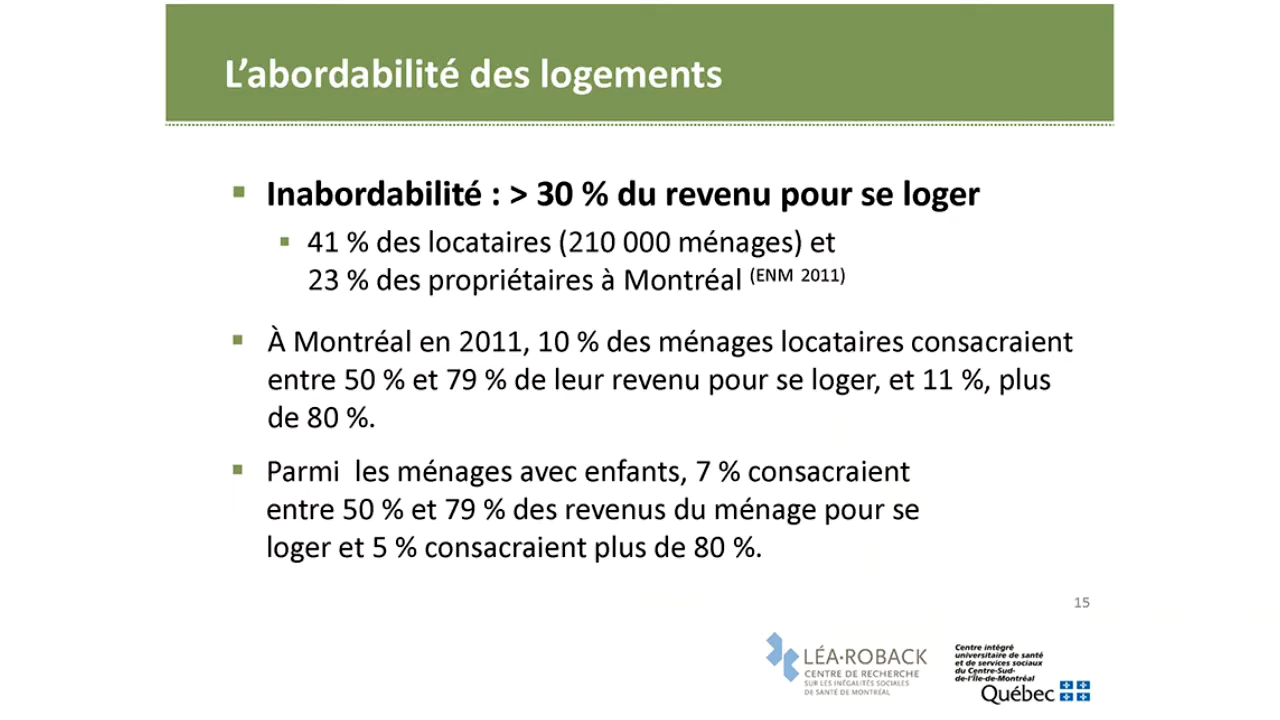 L’abordabilité des logements
Inabordabilité : > 30 % du revenu pour se loger
41 % des locataires (210 000 ménages) et
23 % des propriétaires à Montréal (ENM 2011)
À Montréal en 2011, 10 % des ménages locataires consacraient
entre 50 % et 79 % de leur revenu pour se loger, et 11 %, plus
de 80 %.
Parmi les ménages avec enfants, 7 % consacraient
entre 50 % et 79 % des revenus du ménage pour se
loger et 5 % consacraient plus de 80 %.
15
LÉA·ROBACK
CENTRE DE RECHERCHE
SUR LES INÉGALITÉS SOCIALES
DE SANTÉ DE MONTRÉAL
Centre intégré
universitaire de santé
et de services sociaux
du Centre-Sud-
de-l’Île-de-Montréal
Québec